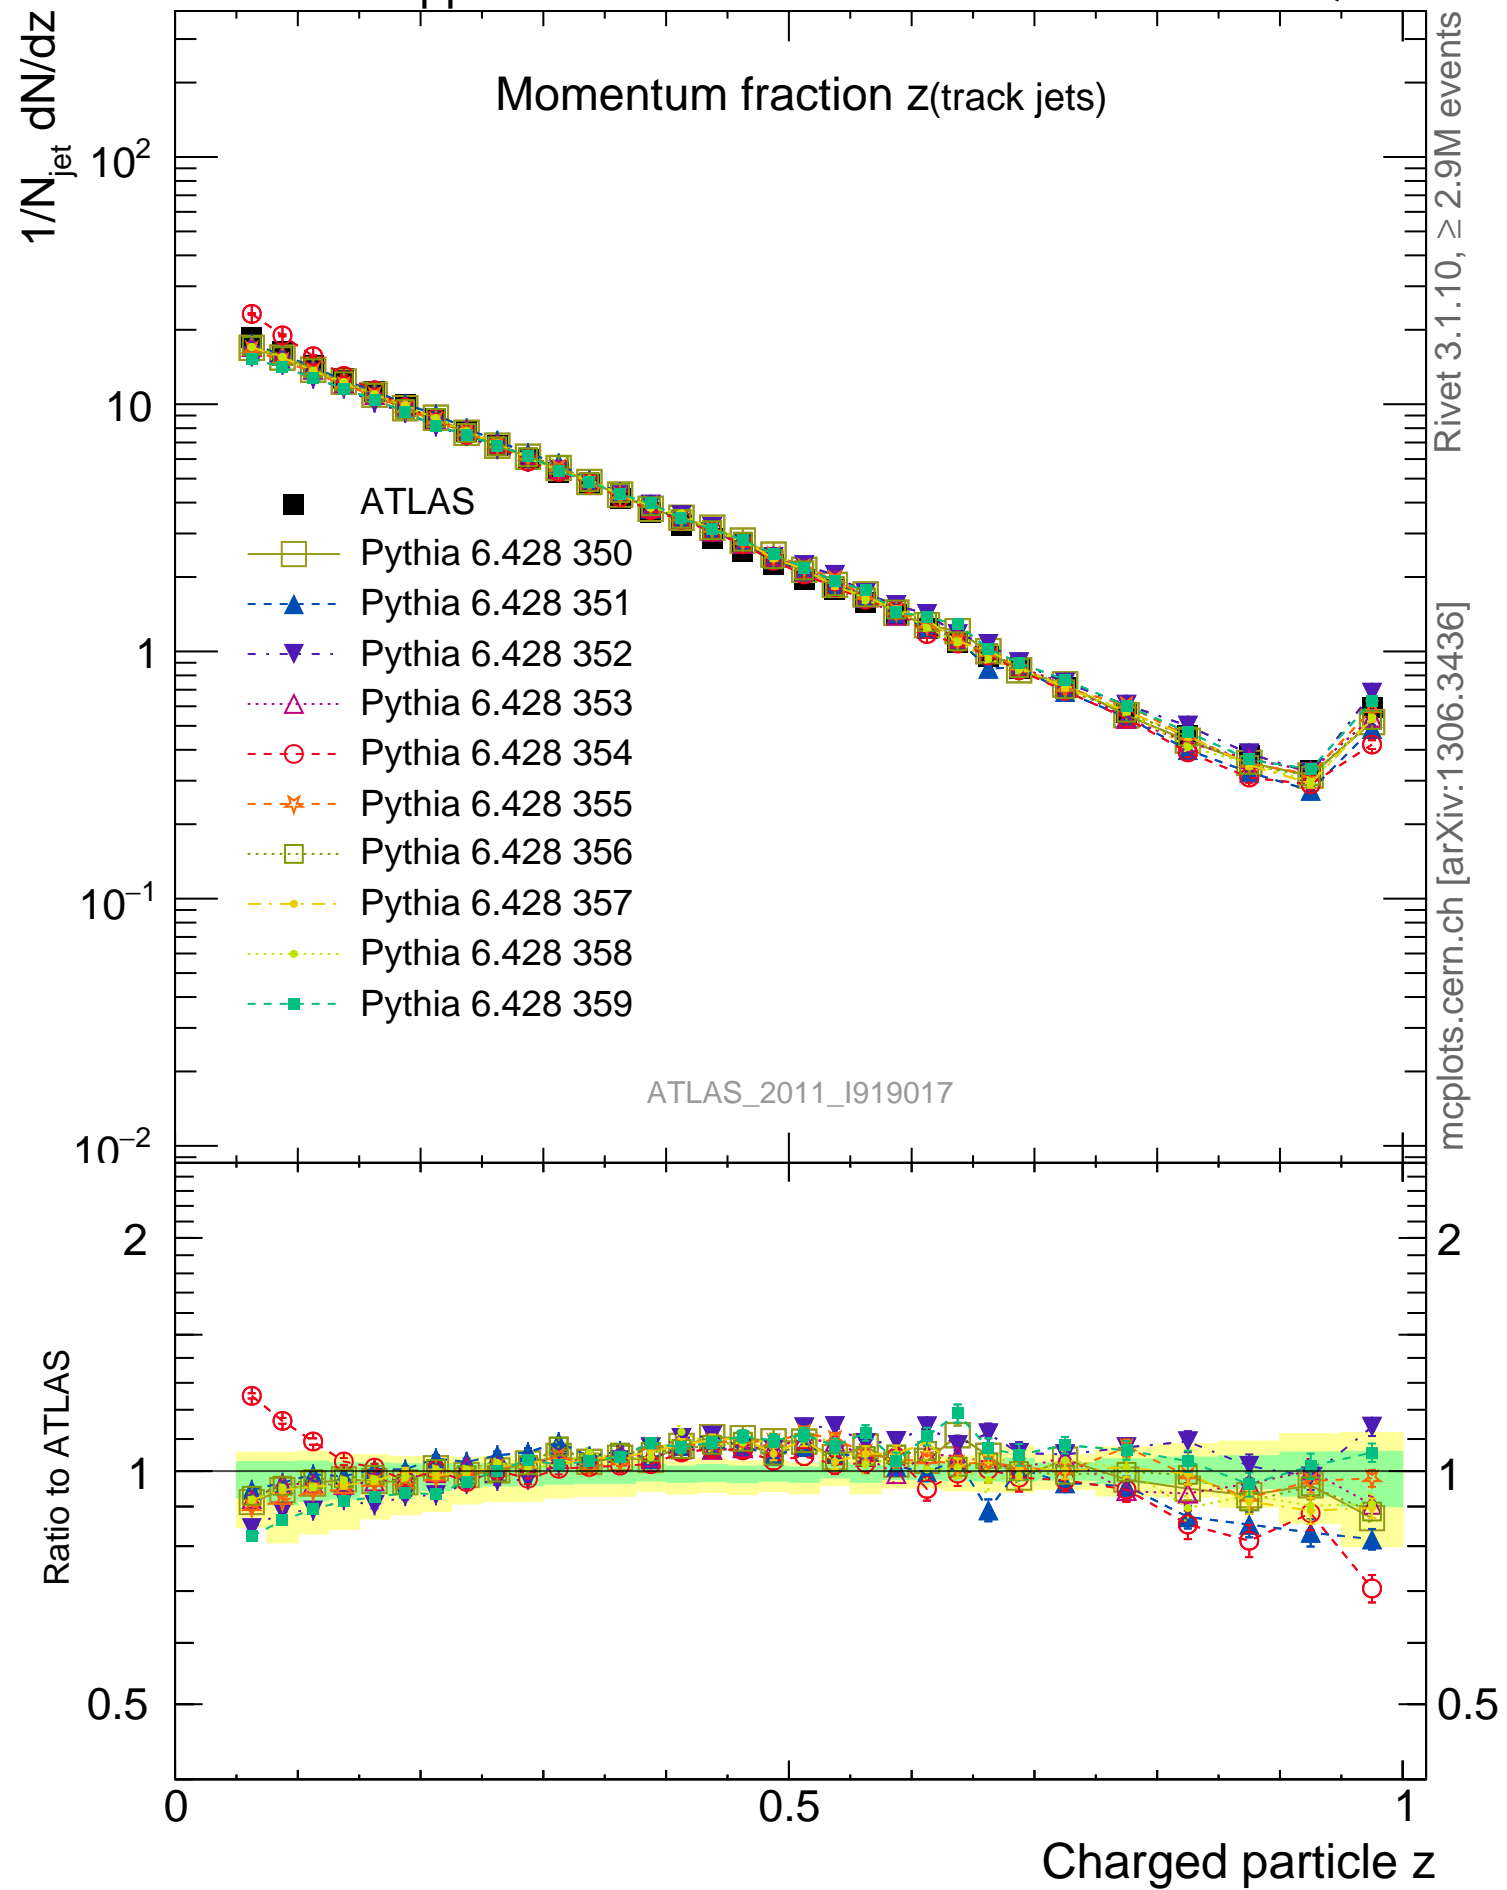 Momentum fraction z(track jets)
1/N_jet dN/dz
10²
10
1
10⁻¹
10⁻²
ATLAS
Pythia 6.428 350
Pythia 6.428 351
Pythia 6.428 352
Pythia 6.428 353
Pythia 6.428 354
Pythia 6.428 355
Pythia 6.428 356
Pythia 6.428 357
Pythia 6.428 358
Pythia 6.428 359
ATLAS_2011_I919017
Rivet 3.1.10, ≥ 2.9M events
mcplots.cern.ch [arXiv:1306.3436]
Ratio to ATLAS
2
1
0.5
2
1
0.5
0
0.5
1
Charged particle z